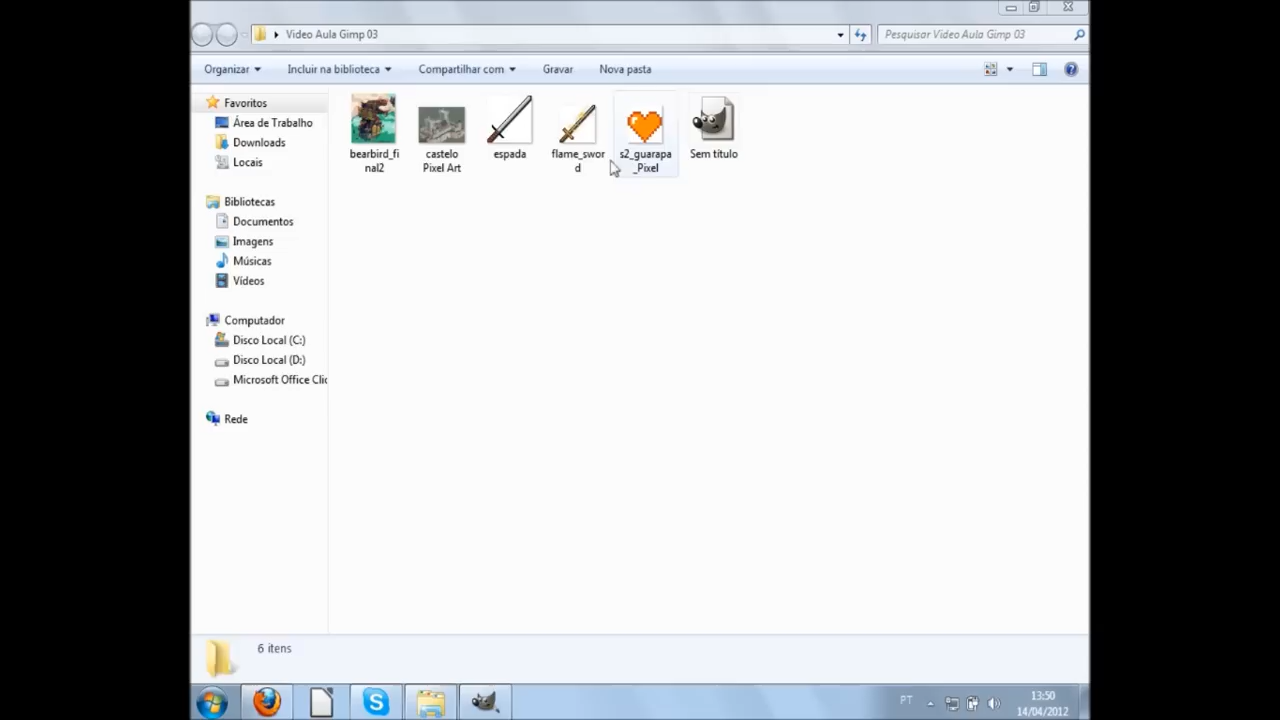 Video Aula Gimp 03
Pesquisar Video Aula Gimp 03
Organizar
Incluir na biblioteca
Compartilhar com
Gravar
Nova pasta
Favoritos
Área de Trabalho
Downloads
Locais
Bibliotecas
Documentos
Imagens
Músicas
Vídeos
Computador
Disco Local (C:)
Disco Local (D:)
Microsoft Office Clic
Rede
bearbird_fi
nal2
castelo
Pixel Art
espada
flame_swor
d
s2_guarapa
_Pixel
Sem título
6 itens
PT
13:50
14/04/2012